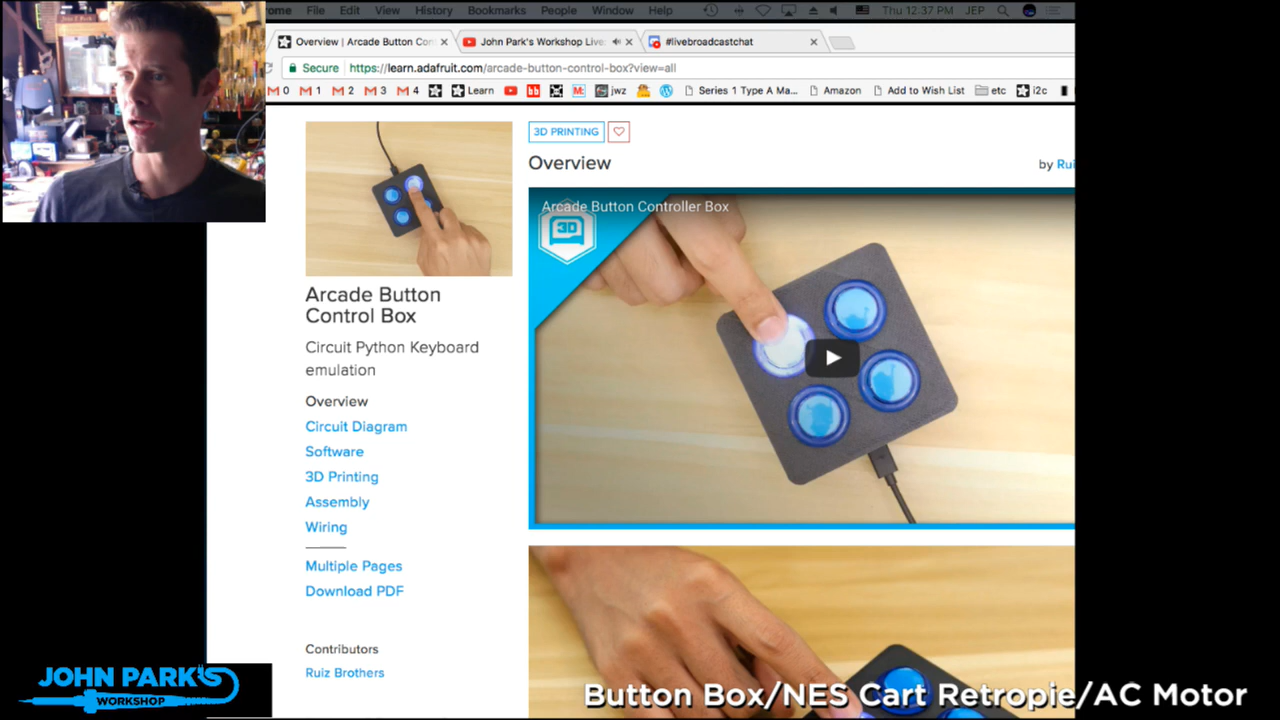 ome File Edit View History Bookmarks People Window Help Thu 12:37 PM JEP
Overview | Arcade Button Con × John Park's Workshop Live: × #livebroadcastchat ×
Secure https://learn.adafruit.com/arcade-button-control-box?view=all
0 1 2 3 4 Learn jwz Series 1 Type A Ma... Amazon Add to Wish List etc i2c
3D PRINTING
Overview
by Rui
Arcade Button Controller Box
3D
Arcade Button
Control Box
Circuit Python Keyboard
emulation
Overview
Circuit Diagram
Software
3D Printing
Assembly
Wiring
Multiple Pages
Download PDF
Contributors
Ruiz Brothers
JOHN PARK'S
WORKSHOP
Button Box/NES Cart Retropie/AC Motor